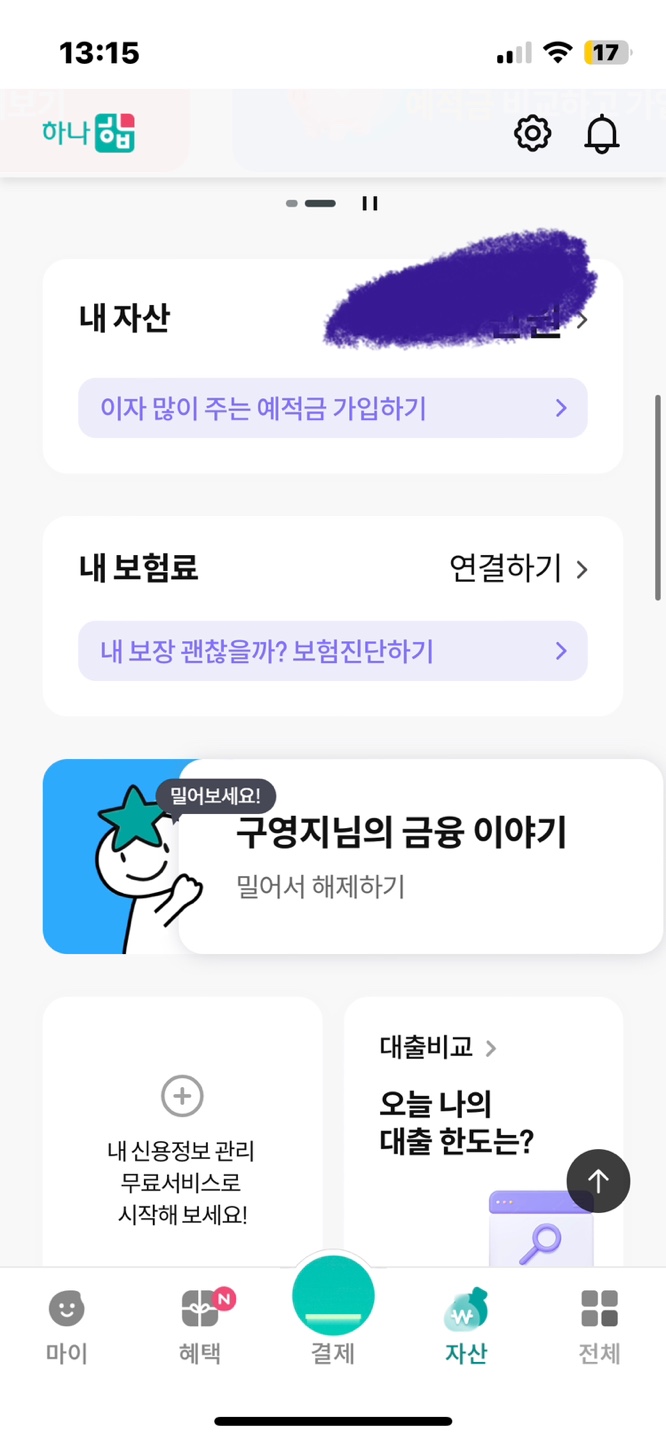 13:15
17
하나 합
내 자산
만원
이자 많이 주는 예적금 가입하기
내 보험료
연결하기
내 보장 괜찮을까? 보험진단하기
밀어보세요!
구영지님의 금융 이야기
밀어서 해제하기
대출비교
오늘 나의
대출 한도는?
내 신용정보 관리
무료서비스로
시작해 보세요!
N
마이
혜택
결제
₩
자산
전체